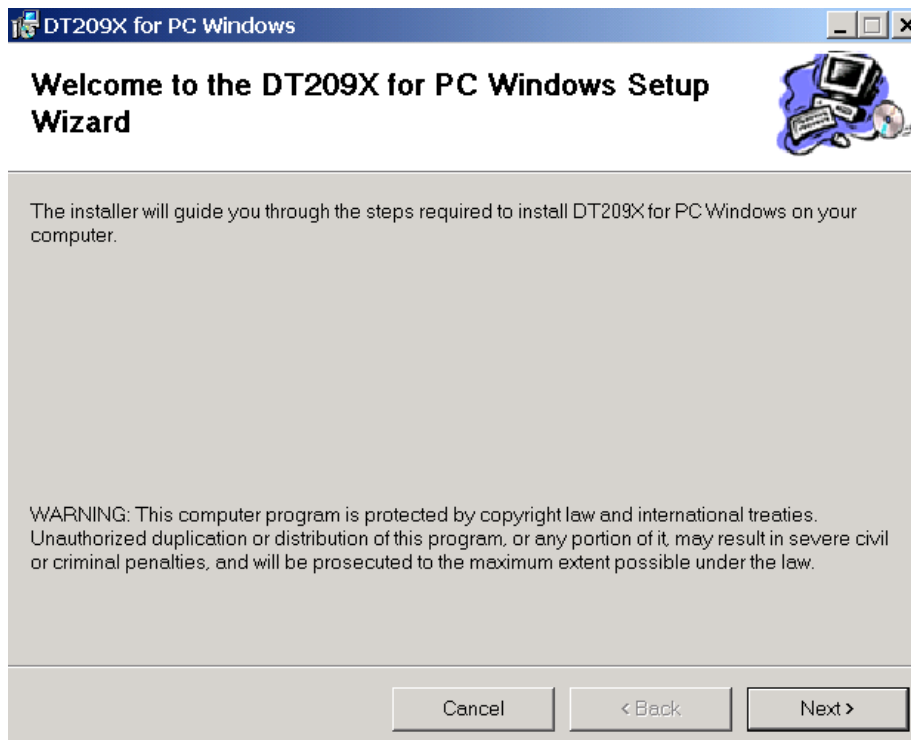 DT209X for PC Windows
Welcome to the DT209X for PC Windows Setup
Wizard
The installer will guide you through the steps required to install DT209X for PC Windows on your
computer.
WARNING: This computer program is protected by copyright law and international treaties.
Unauthorized duplication or distribution of this program, or any portion of it, may result in severe civil
or criminal penalties, and will be prosecuted to the maximum extent possible under the law.
Cancel
< Back
Next >